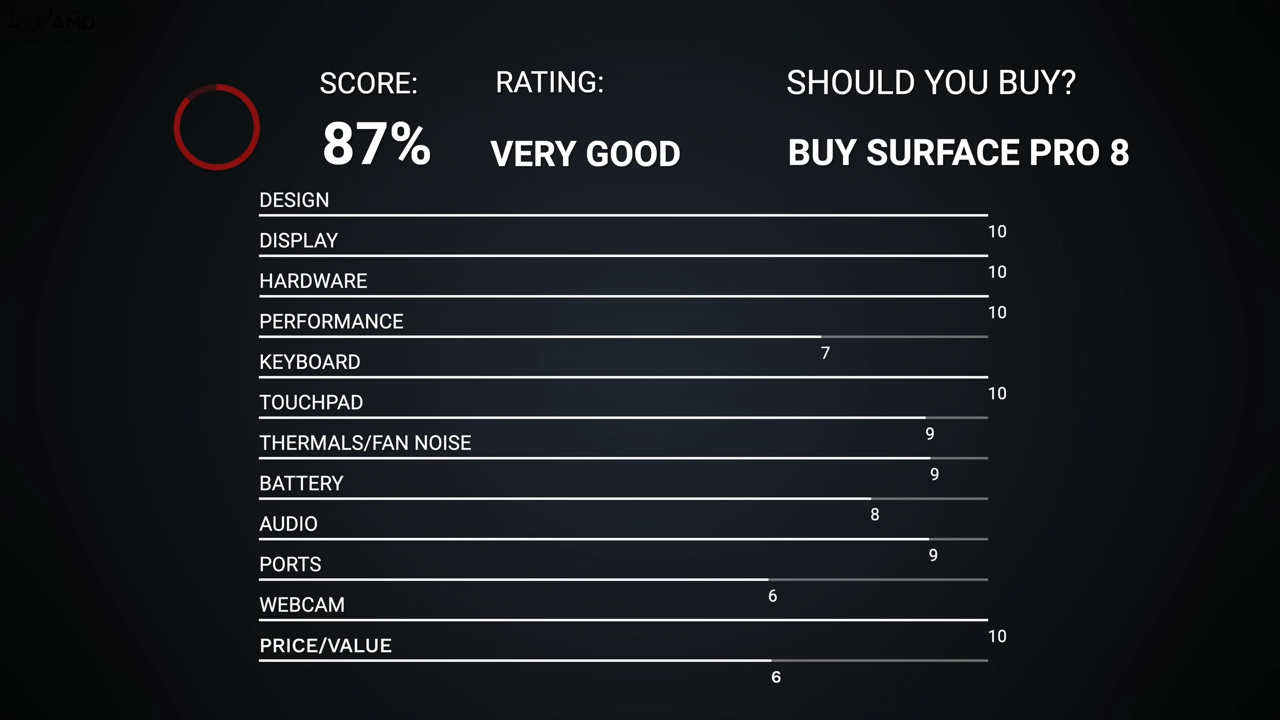 AMD
SCORE: RATING: SHOULD YOU BUY?
87% VERY GOOD BUY SURFACE PRO 8
DESIGN
10
DISPLAY
10
HARDWARE
10
PERFORMANCE
7
KEYBOARD
10
TOUCHPAD
9
THERMALS/FAN NOISE
9
BATTERY
8
AUDIO
9
PORTS
6
WEBCAM
10
PRICE/VALUE
6